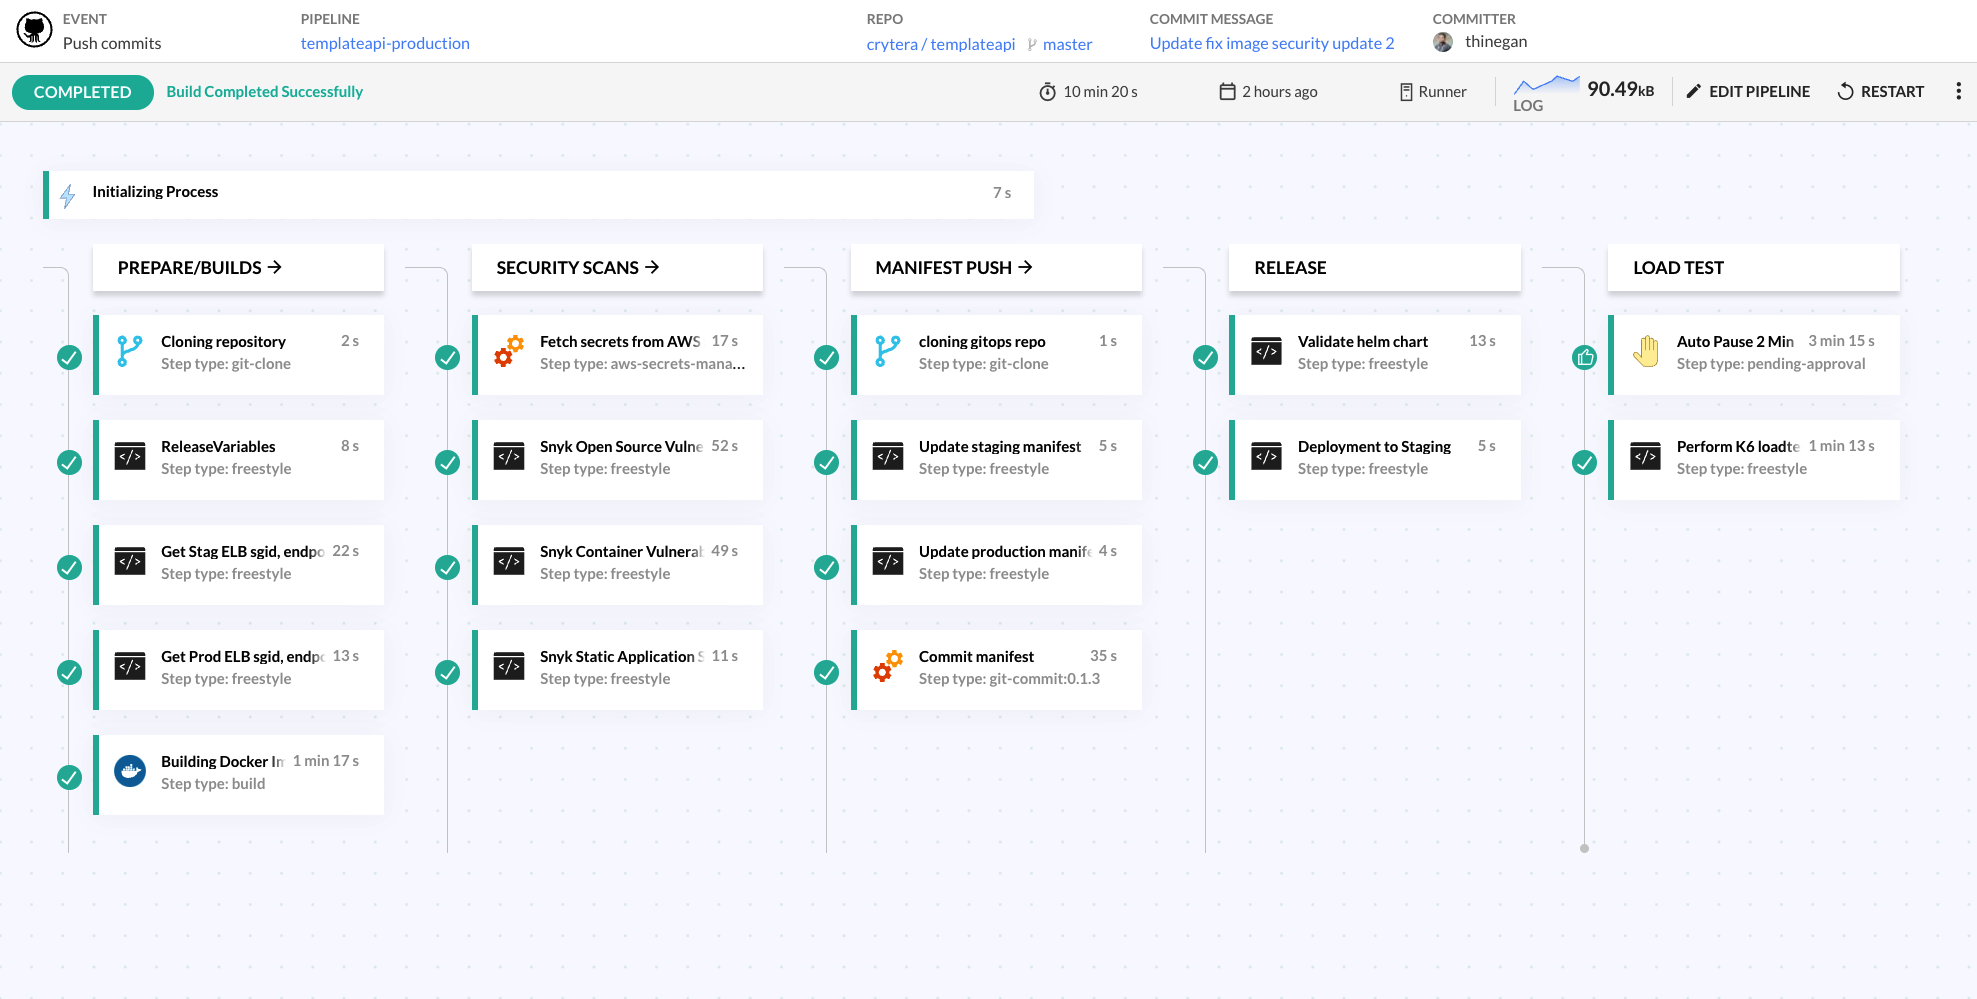 EVENT
Push commits
PIPELINE
templateapi-production
REPO
crytera / templateapi master
COMMIT MESSAGE
Update fix image security update 2
COMMITTER
thinegan
COMPLETED
Build Completed Successfully
10 min 20 s
2 hours ago
Runner
LOG
90.49kB
EDIT PIPELINE
RESTART
Initializing Process 7 s
PREPARE/BUILDS →
Cloning repository 2 s
Step type: git-clone
ReleaseVariables 8 s
Step type: freestyle
Get Stag ELB sgid, endpo 22 s
Step type: freestyle
Get Prod ELB sgid, endpo 13 s
Step type: freestyle
Building Docker Im 1 min 17 s
Step type: build
SECURITY SCANS →
Fetch secrets from AWS 17 s
Step type: aws-secrets-mana...
Snyk Open Source Vulne 52 s
Step type: freestyle
Snyk Container Vulnerab 49 s
Step type: freestyle
Snyk Static Application S 11 s
Step type: freestyle
MANIFEST PUSH →
cloning gitops repo 1 s
Step type: git-clone
Update staging manifest 5 s
Step type: freestyle
Update production manife 4 s
Step type: freestyle
Commit manifest 35 s
Step type: git-commit:0.1.3
RELEASE
Validate helm chart 13 s
Step type: freestyle
Deployment to Staging 5 s
Step type: freestyle
LOAD TEST
Auto Pause 2 Min 3 min 15 s
Step type: pending-approval
Perform K6 loadte 1 min 13 s
Step type: freestyle